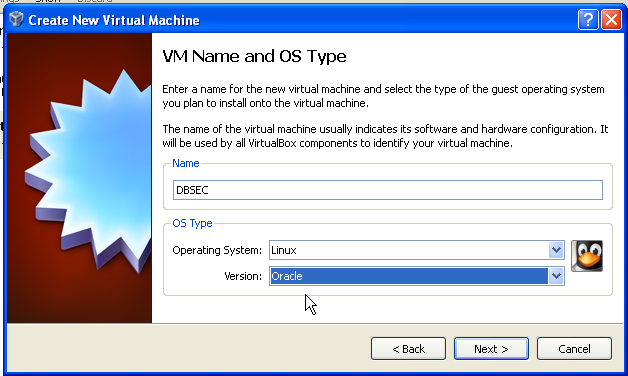 Show
Discard
Create New Virtual Machine
VM Name and OS Type
Enter a name for the new virtual machine and select the type of the guest operating system
you plan to install onto the virtual machine.
The name of the virtual machine usually indicates its software and hardware configuration. It
will be used by all VirtualBox components to identify your virtual machine.
Name
DBSEC
OS Type
Operating System: Linux
Version: Oracle
< Back Next > Cancel